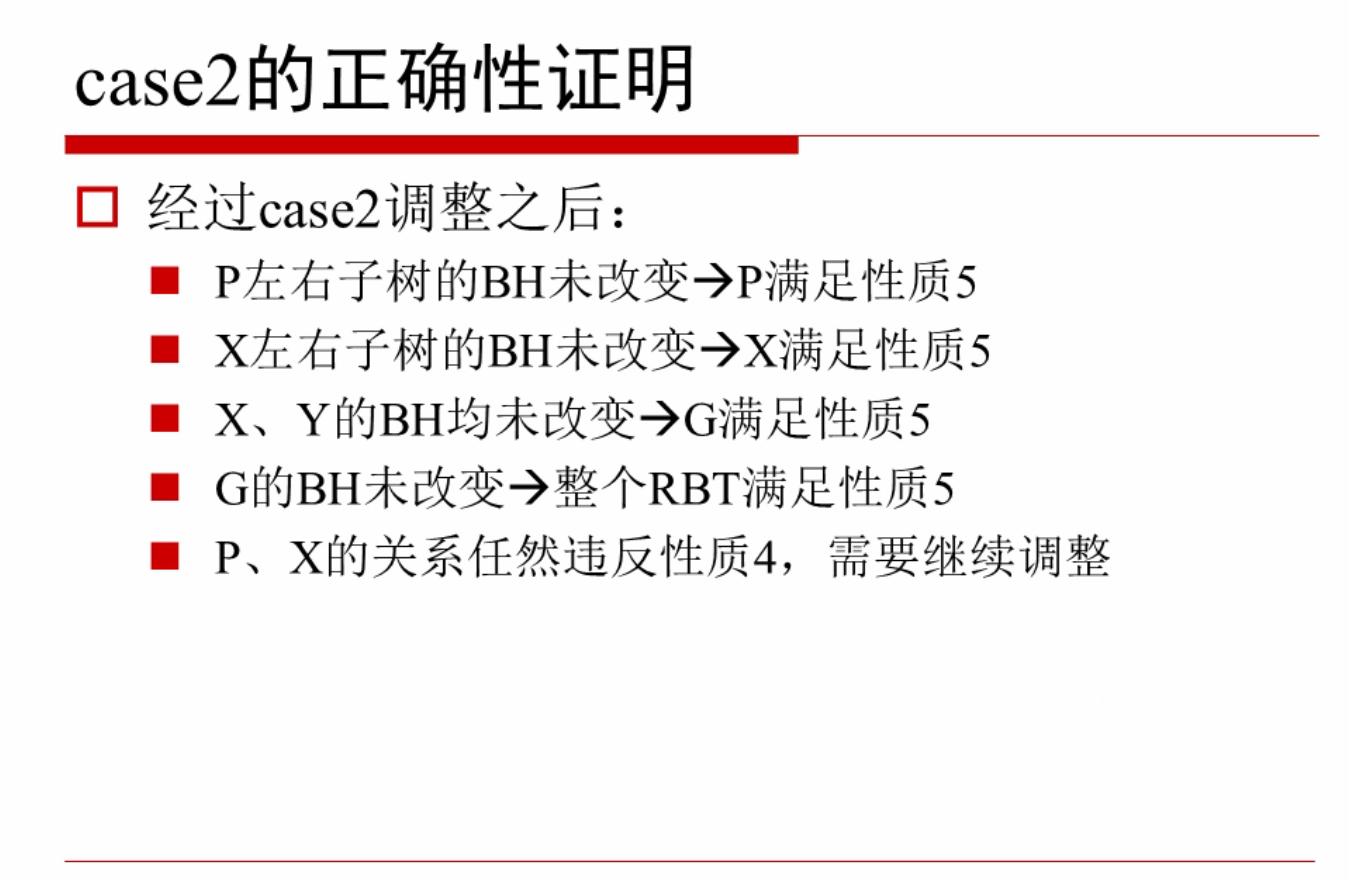 case2的正确性证明
经过case2调整之后：
P左右子树的BH未改变→P满足性质5
X左右子树的BH未改变→X满足性质5
X、Y的BH均未改变→G满足性质5
G的BH未改变→整个RBT满足性质5
P、X的关系任然违反性质4，需要继续调整